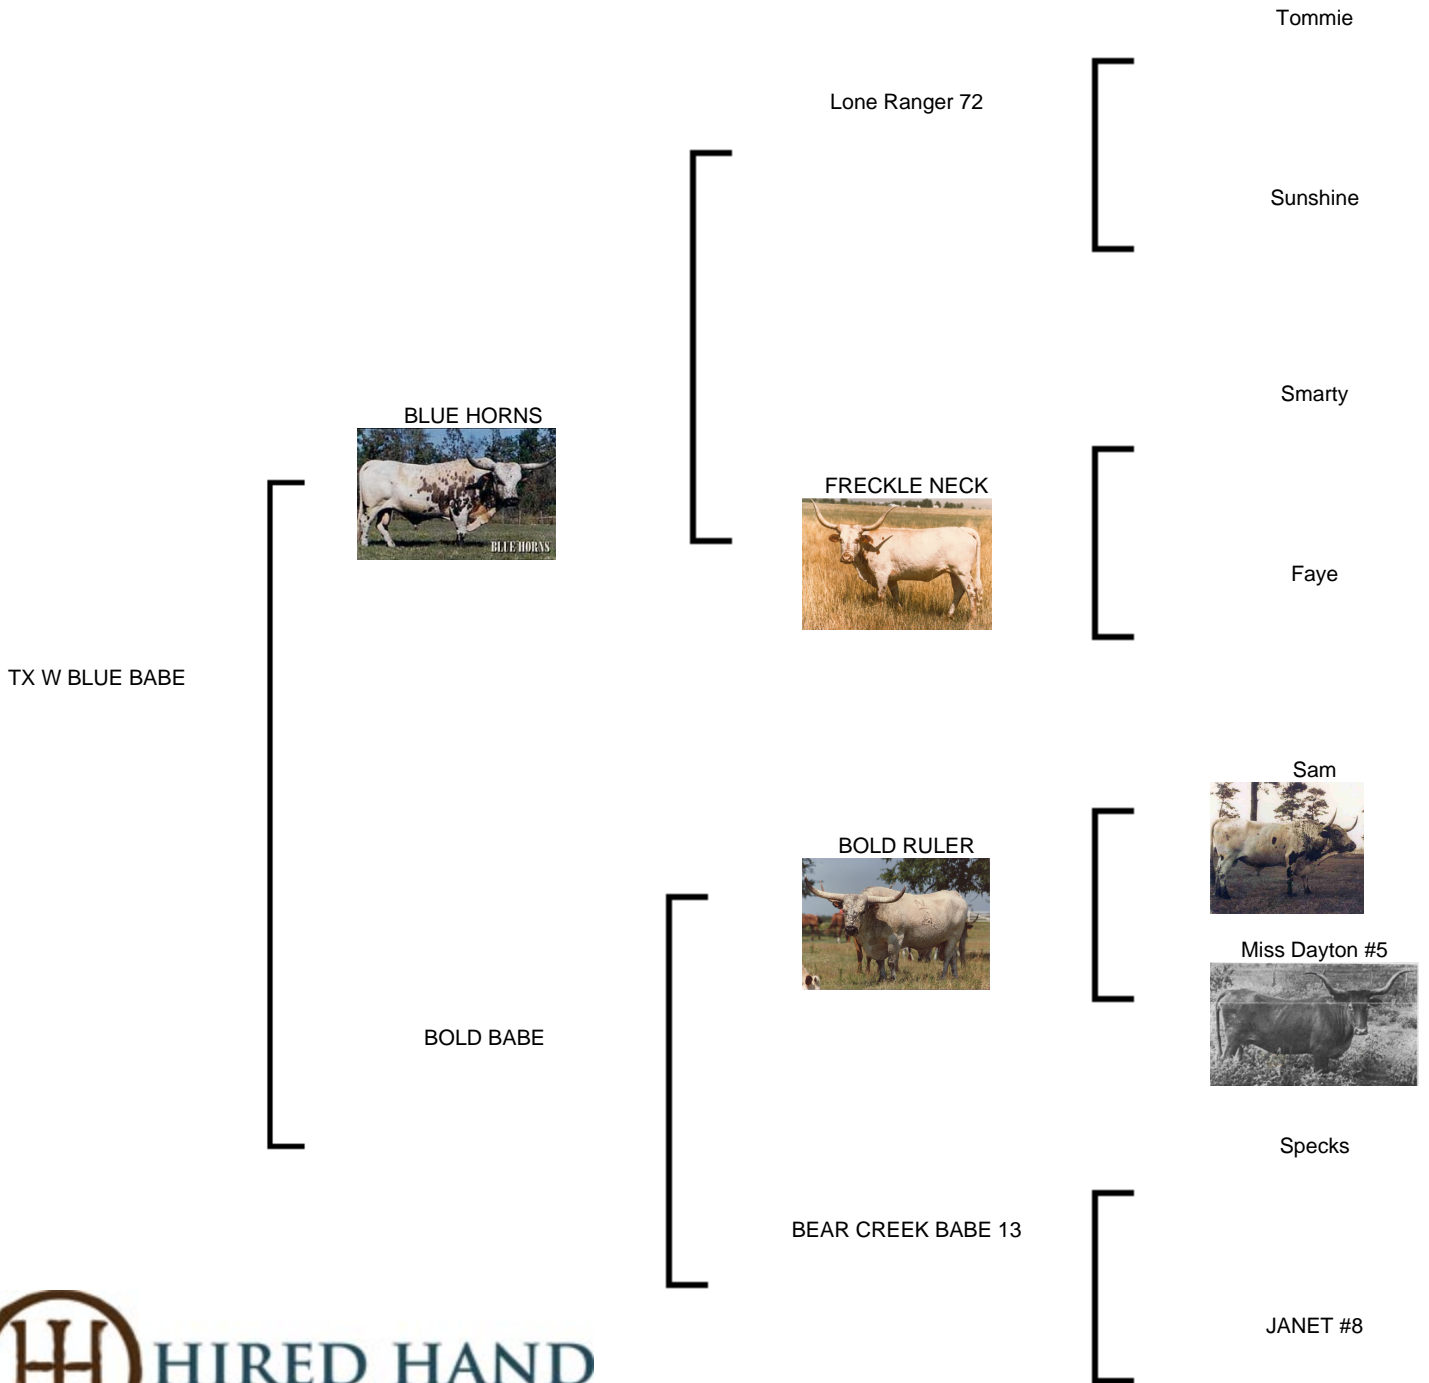 Tommie
Lone Ranger 72
Sunshine
Smarty
BLUE HORNS
BLUE HORNS
FRECKLE NECK
Faye
TX W BLUE BABE
Sam
BOLD RULER
Miss Dayton #5
BOLD BABE
Specks
BEAR CREEK BABE 13
JANET #8
HIRED HAND